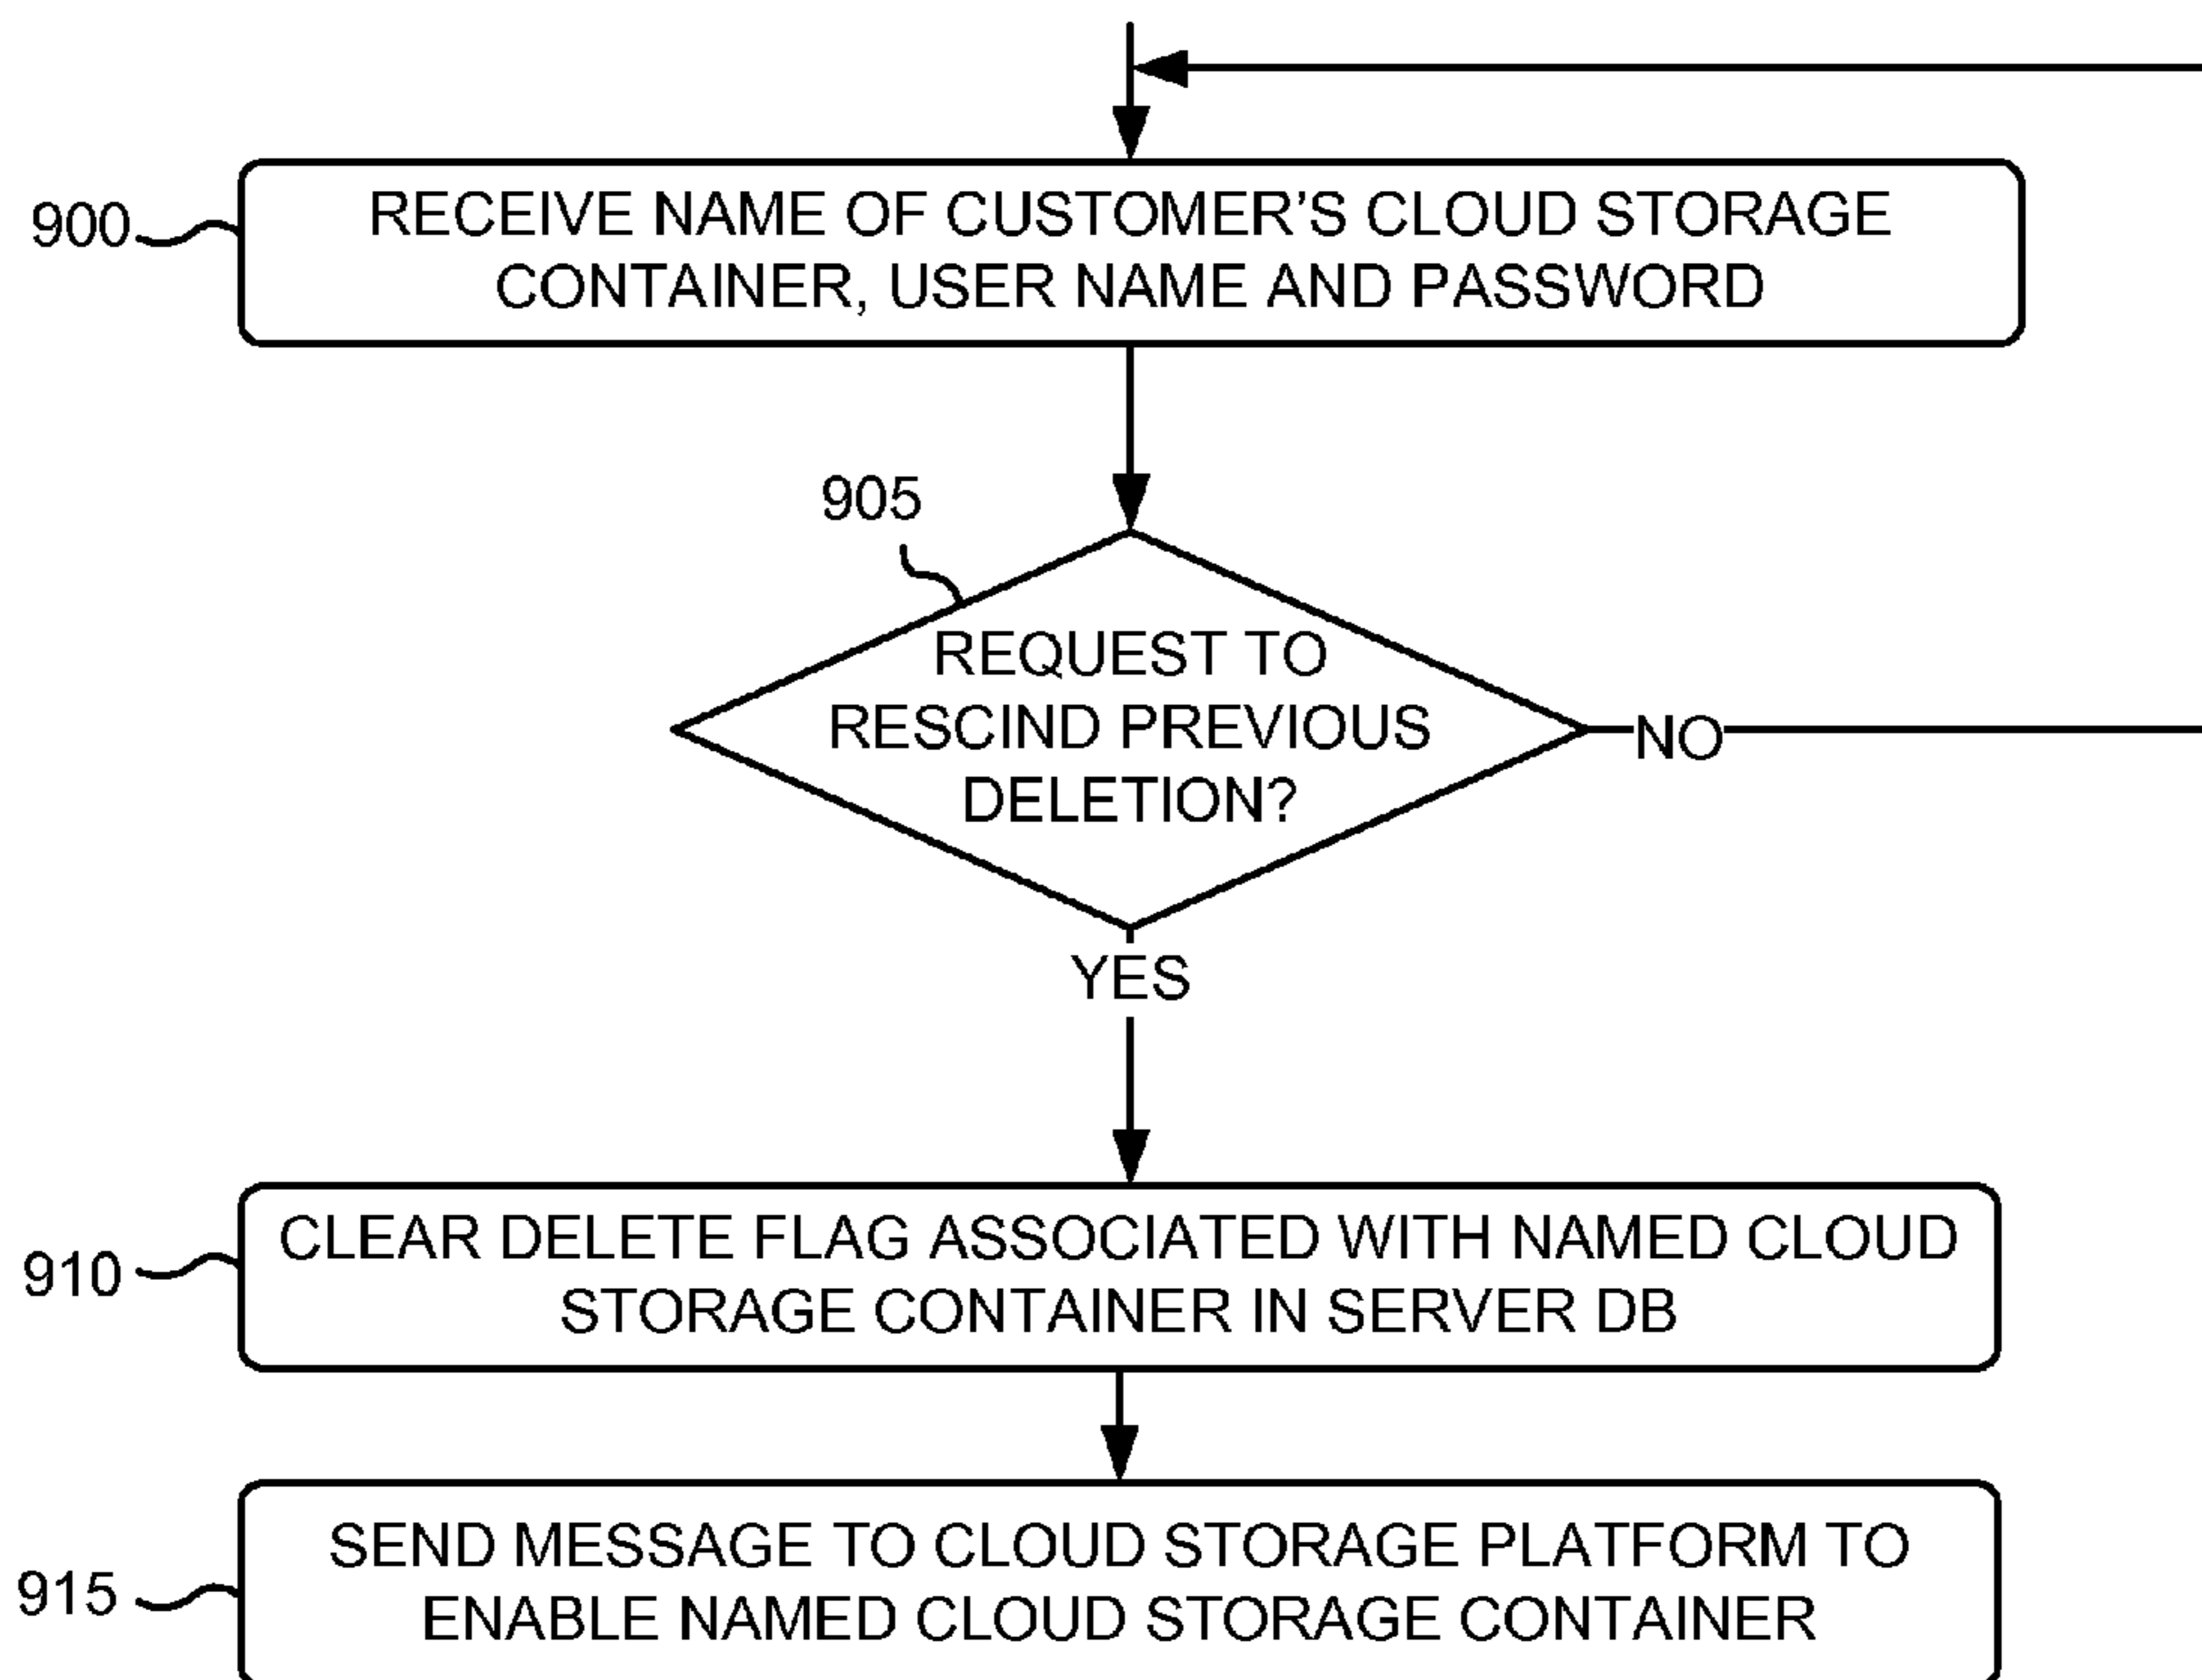 900
RECEIVE NAME OF CUSTOMER'S CLOUD STORAGE
CONTAINER, USER NAME AND PASSWORD
905
REQUEST TO
RESCIND PREVIOUS
DELETION?
NO
YES
910
CLEAR DELETE FLAG ASSOCIATED WITH NAMED CLOUD
STORAGE CONTAINER IN SERVER DB
915
SEND MESSAGE TO CLOUD STORAGE PLATFORM TO
ENABLE NAMED CLOUD STORAGE CONTAINER